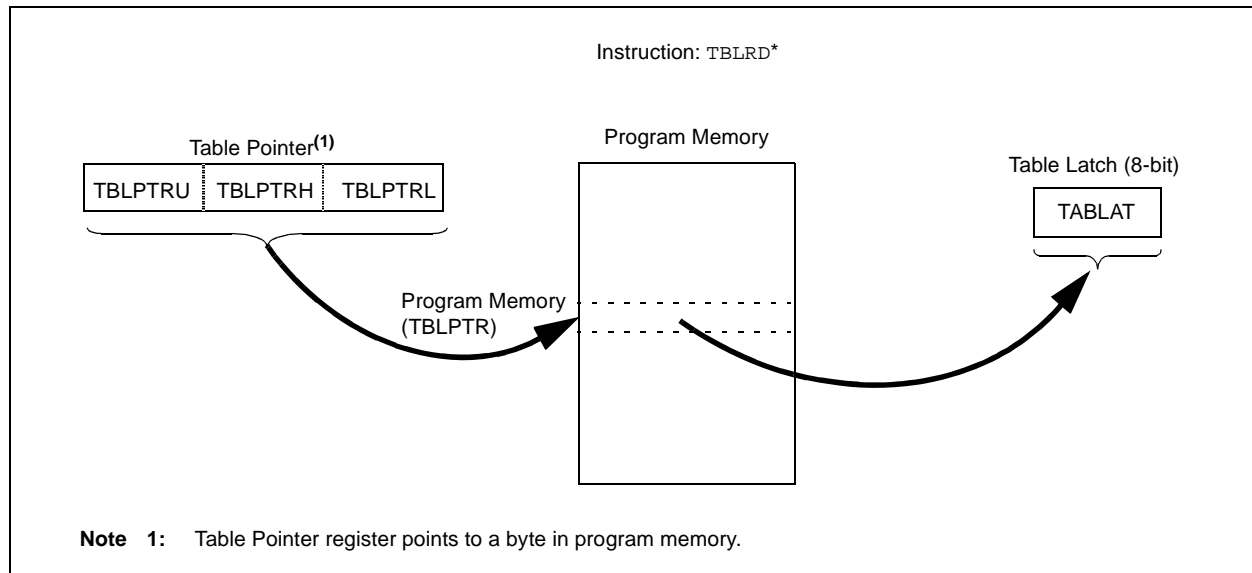 Instruction: TBLRD*
Table Pointer(1)
TBLPTRU TBLPTRH TBLPTRL
Program Memory
Table Latch (8-bit)
TABLAT
Program Memory
(TBLPTR)
Note 1: Table Pointer register points to a byte in program memory.